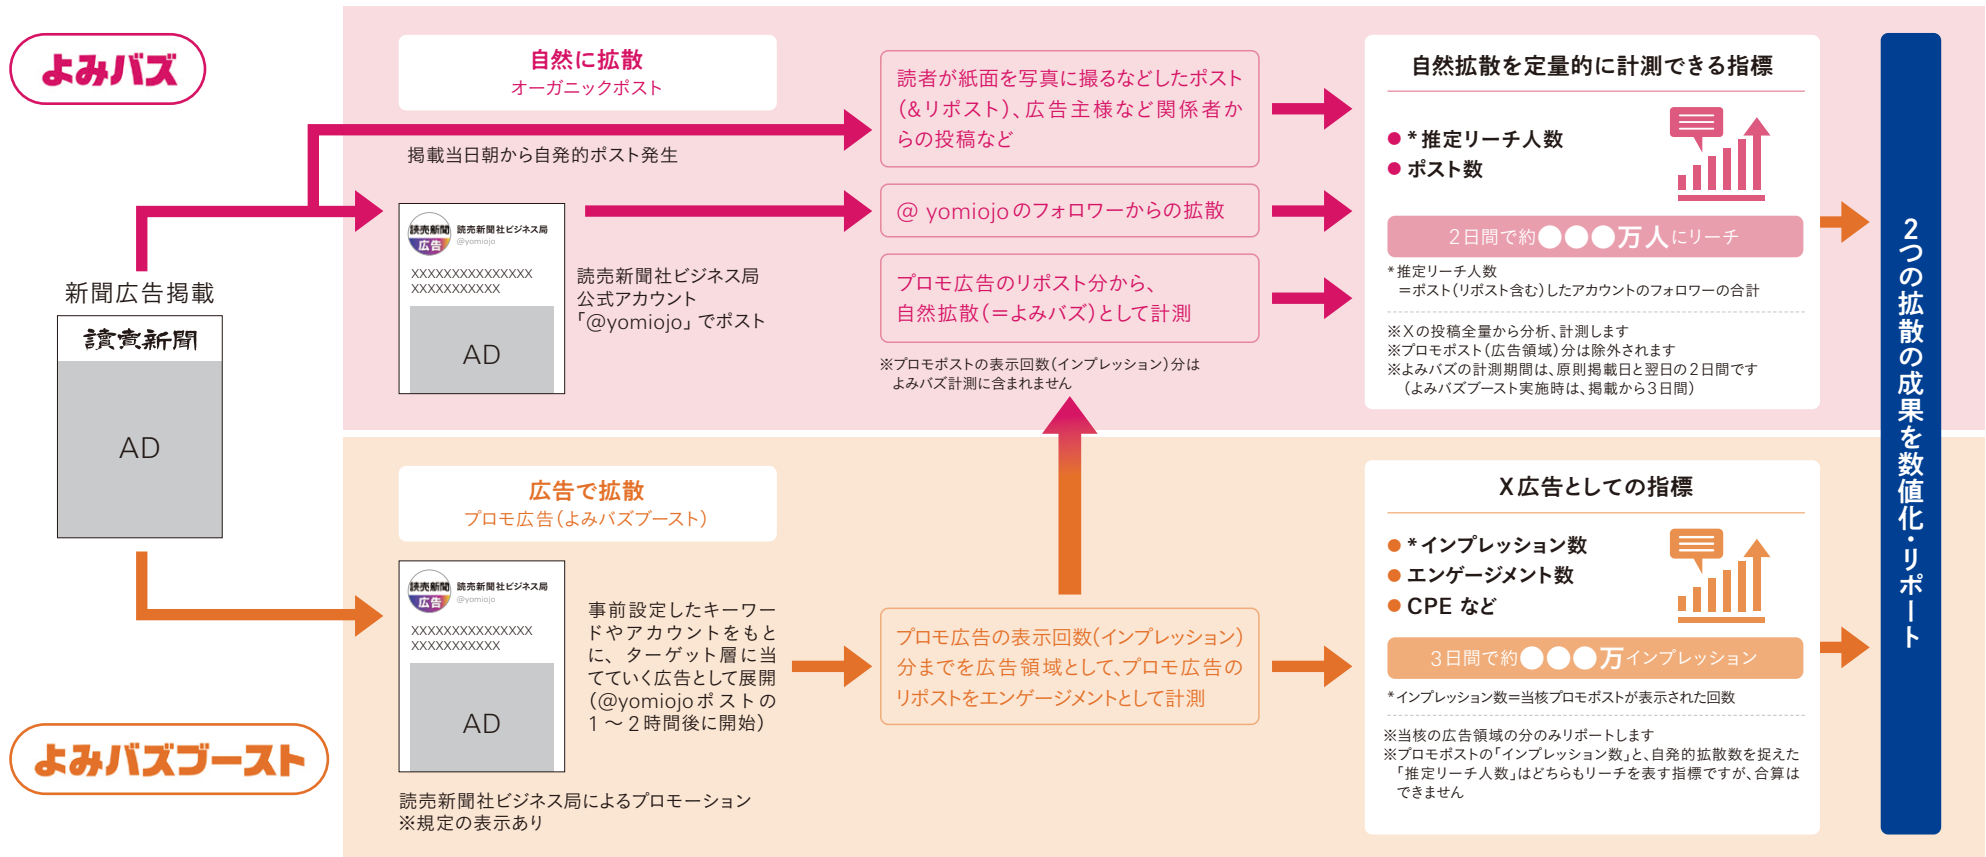 よみバズ
新聞広告掲載
讀賣新聞
AD
よみバズブースト
自然に拡散
オーガニックポスト
掲載当日朝から自発的ポスト発生
読売新聞
広告
読売新聞社ビジネス局
@yomiojo
XXXXXXXXXXXXXXX
XXXXXXXXXXX
AD
読売新聞社ビジネス局
公式アカウント
「@yomiojo」でポスト
読者が紙面を写真に撮るなどしたポスト
(&リポスト)、広告主様など関係者か
らの投稿など
@ yomiojoのフォロワーからの拡散
プロモ広告のリポスト分から、
自然拡散(＝よみバズ)として計測
※プロモポストの表示回数(インプレッション)分は
よみバズ計測に含まれません
自然拡散を定量的に計測できる指標
●*推定リーチ人数
●ポスト数
2日間で約●●●万人にリーチ
*推定リーチ人数
＝ポスト(リポスト含む)したアカウントのフォロワーの合計
※Xの投稿全量から分析、計測します
※プロモポスト(広告領域)分は除外されます
※よみバズの計測期間は、原則掲載日と翌日の2日間です
(よみバズブースト実施時は、掲載から3日間)
広告で拡散
プロモ広告(よみバズブースト)
読売新聞
広告
読売新聞社ビジネス局
@yomiojo
XXXXXXXXXXXXXXX
XXXXXXXXXXX
AD
事前設定したキーワー
ドやアカウントをもと
に、ターゲット層に当
てていく広告として展開
(@yomiojoポストの
1～2時間後に開始)
読売新聞社ビジネス局によるプロモーション
※規定の表示あり
プロモ広告の表示回数(インプレッション)
分までを広告領域として、プロモ広告の
リポストをエンゲージメントとして計測
X広告としての指標
●*インプレッション数
●エンゲージメント数
●CPE など
3日間で約●●●万インプレッション
*インプレッション数＝当核プロモポストが表示された回数
※当核の広告領域の分のみリポートします
※プロモポストの「インプレッション数」と、自発的拡散数を捉えた
「推定リーチ人数」はどちらもリーチを表す指標ですが、合算は
できません
2つの拡散の成果を数値化・リポート